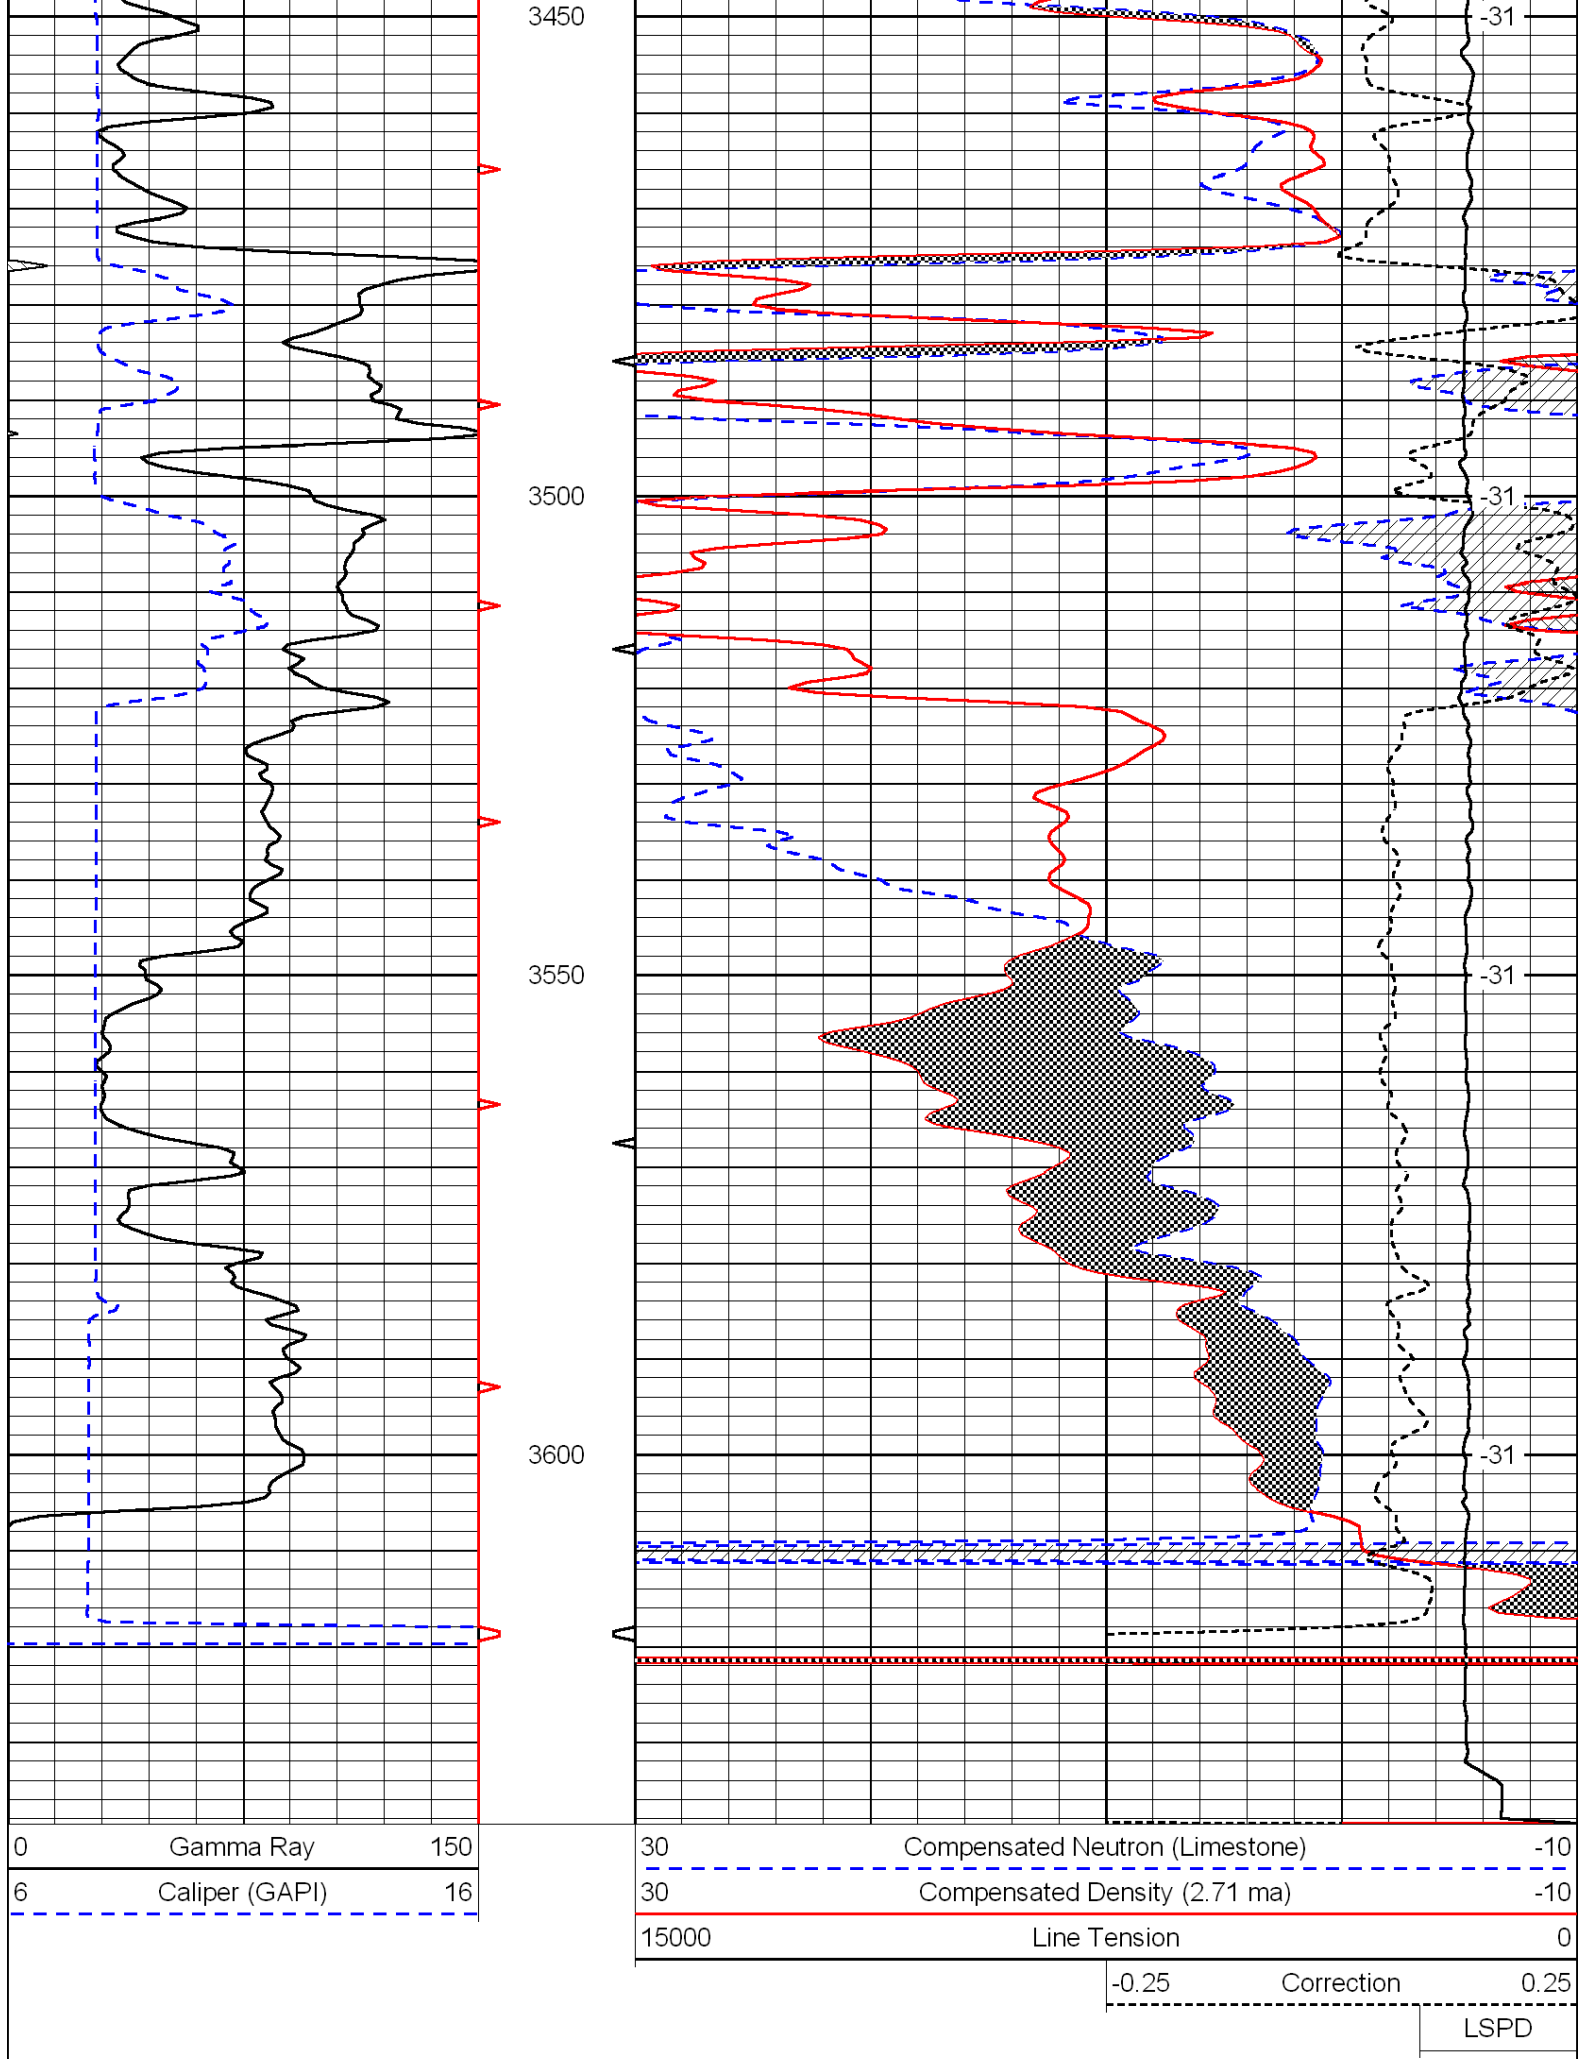 3450 -31
3500 -31
3550 -31
3600 -31
0 Gamma Ray 150
6 Caliper (GAPI) 16
30 Compensated Neutron (Limestone) -10
30 Compensated Density (2.71 ma) -10
15000 Line Tension 0
-0.25 Correction 0.25
LSPD